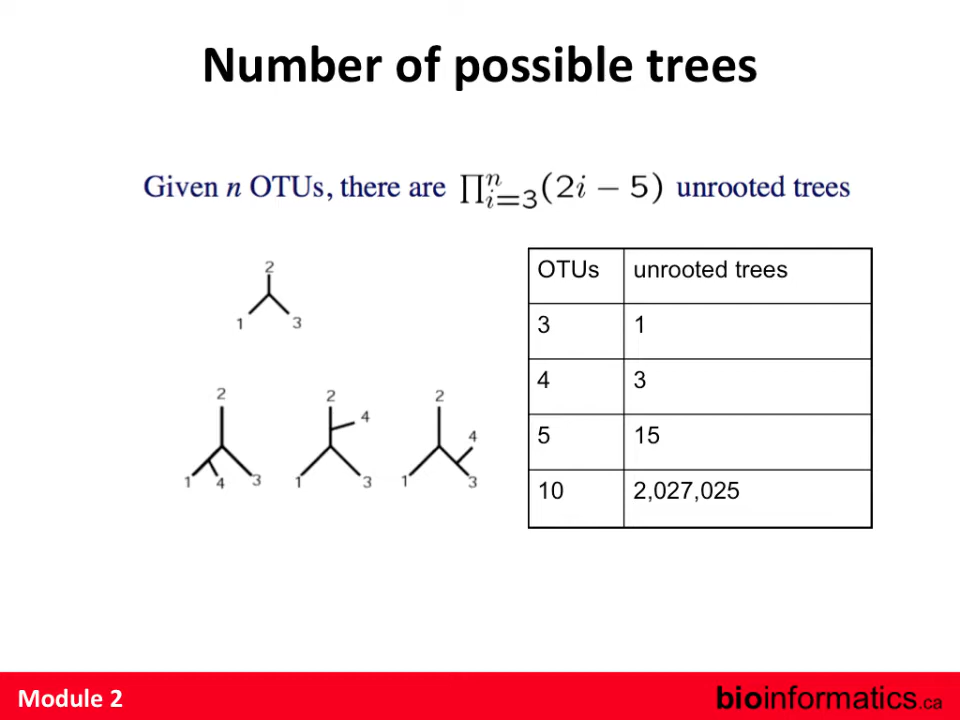 Number of possible trees
Given n OTUs, there are ∏ⁿᵢ₌₃(2i − 5) unrooted trees
2
1 3
2 2 2
4 4
1 4 3 1 3 1 3
OTUs unrooted trees
3 1
4 3
5 15
10 2,027,025
Module 2
bioinformatics.ca